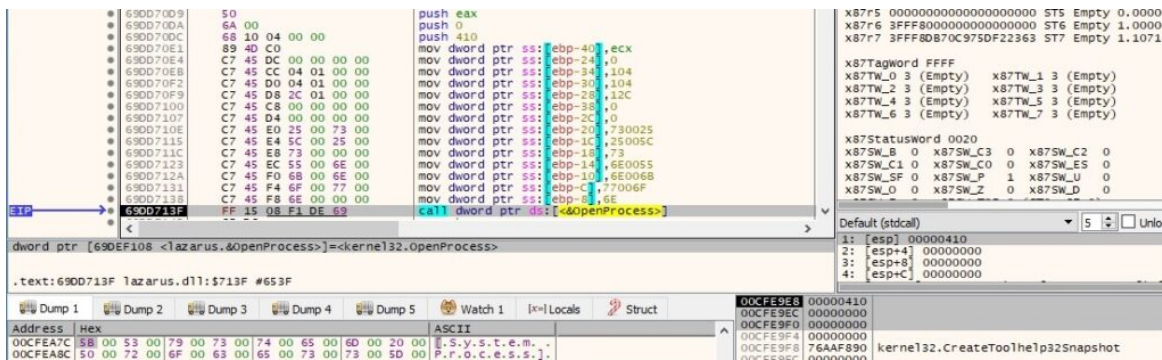 69DD70D9 50 push eax
69DD70DA 6A 00 push 0
69DD70DC 68 10 04 00 00 push 410
69DD70E1 89 4D C0 mov dword ptr ss:[ebp-40],ecx
69DD70E4 C7 45 DC 00 00 00 00 mov dword ptr ss:[ebp-24],0
69DD70EB C7 45 CC 04 01 00 00 mov dword ptr ss:[ebp-34],104
69DD70F2 C7 45 D0 04 01 00 00 mov dword ptr ss:[ebp-30],104
69DD70F9 C7 45 D8 2C 01 00 00 mov dword ptr ss:[ebp-28],12C
69DD7100 C7 45 C8 00 00 00 00 mov dword ptr ss:[ebp-38],0
69DD7107 C7 45 D4 00 00 00 00 mov dword ptr ss:[ebp-2C],0
69DD710E C7 45 E0 25 00 73 00 mov dword ptr ss:[ebp-20],730025
69DD7115 C7 45 E4 5C 00 25 00 mov dword ptr ss:[ebp-1C],25005C
69DD711C C7 45 E8 73 00 00 00 mov dword ptr ss:[ebp-18],73
69DD7123 C7 45 EC 55 00 6E 00 mov dword ptr ss:[ebp-14],6E0055
69DD712A C7 45 F0 6B 00 6E 00 mov dword ptr ss:[ebp-10],6E006B
69DD7131 C7 45 F4 6F 00 77 00 mov dword ptr ss:[ebp-C],77006F
69DD7138 C7 45 F8 6E 00 00 00 mov dword ptr ss:[ebp-8],6E
EIP 69DD713F FF 15 08 F1 DE 69 call dword ptr ds:[<&OpenProcess>]
dword ptr [69DEF108 <lazarus.&OpenProcess>]=<kernel32.OpenProcess>
.text:69DD713F lazarus.dll:$713F #653F
x87r5 0000000000000000000000 ST5 Empty 0.0000
x87r6 3FFF8000000000000000 ST6 Empty 1.0000
x87r7 3FFF8DB70C975DF22363 ST7 Empty 1.1071
x87TagWord FFFF
x87TW_0 3 (Empty) x87TW_1 3 (Empty)
x87TW_2 3 (Empty) x87TW_3 3 (Empty)
x87TW_4 3 (Empty) x87TW_5 3 (Empty)
x87TW_6 3 (Empty) x87TW_7 3 (Empty)
x87StatusWord 0020
x87SW_B 0 x87SW_C3 0 x87SW_C2 0
x87SW_C1 0 x87SW_C0 0 x87SW_ES 0
x87SW_SF 0 x87SW_P 1 x87SW_U 0
x87SW_O 0 x87SW_Z 0 x87SW_D 0
Default (stdcall) 5 Unlo
1: [esp] 00000410
2: [esp+4] 00000000
3: [esp+8] 00000000
4: [esp+C] 00000000
Dump 1 Dump 2 Dump 3 Dump 4 Dump 5 Watch 1 [x=] Locals Struct
Address Hex ASCII
00CFEA7C 5B 00 53 00 79 00 73 00 74 00 65 00 6D 00 20 00 [.S.y.s.t.e.m. .
00CFEA8C 50 00 72 00 6F 00 63 00 65 00 73 00 73 00 5D 00 P.r.o.c.e.s.s.].
00CFE9E8 00000410
00CFE9EC 00000000
00CFE9F0 00000000
00CFE9F4 00000000
00CFE9F8 76AAF890 kernel32.CreateToolhelp32Snapshot